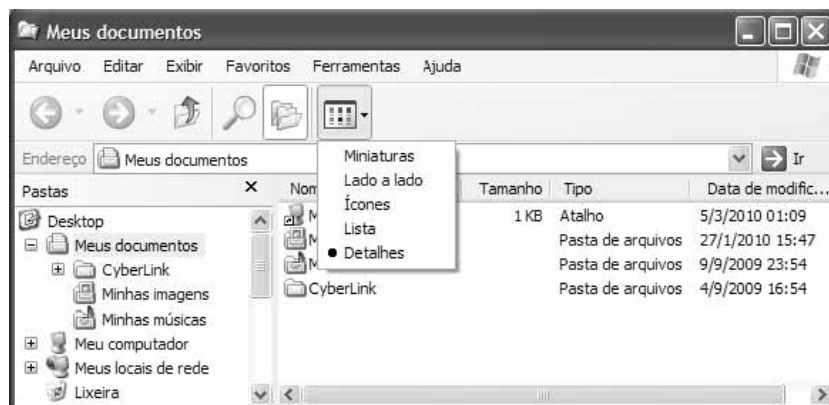 Meus documentos
Arquivo Editar Exibir Favoritos Ferramentas Ajuda
Endereço Meus documentos Ir
Miniaturas
Lado a lado
Ícones
Lista
Detalhes
Pastas Tamanho Tipo Data de modific...
Desktop 1 KB Atalho 5/3/2010 01:09
Meus documentos Pasta de arquivos 27/1/2010 15:47
CyberLink Pasta de arquivos 9/9/2009 23:54
Minhas imagens CyberLink Pasta de arquivos 4/9/2009 16:54
Minhas músicas
Meu computador
Meus locais de rede
Lixeira